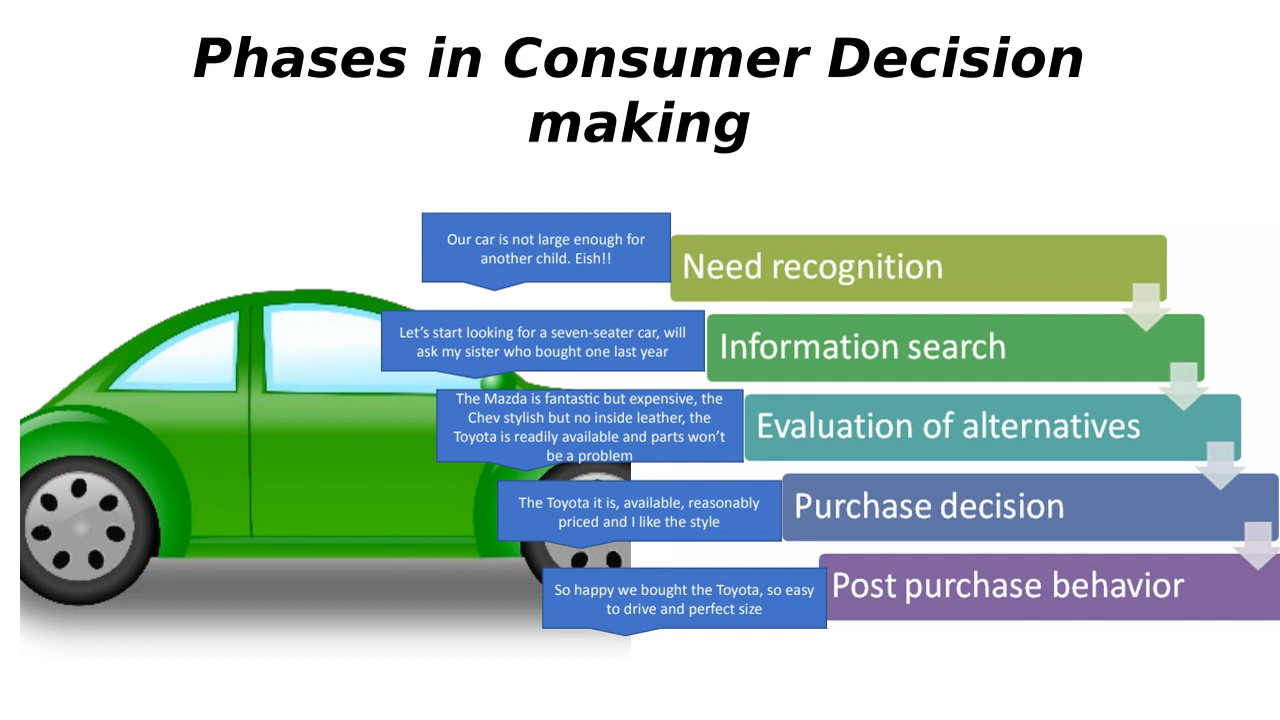 Phases in Consumer Decision
making
Our car is not large enough for
another child. Eish!!
Need recognition
Let’s start looking for a seven-seater car, will
ask my sister who bought one last year
Information search
The Mazda is fantastic but expensive, the
Chev stylish but no inside leather, the
Toyota is readily available and parts won’t
be a problem
Evaluation of alternatives
The Toyota it is, available, reasonably
priced and I like the style
Purchase decision
So happy we bought the Toyota, so easy
to drive and perfect size
Post purchase behavior